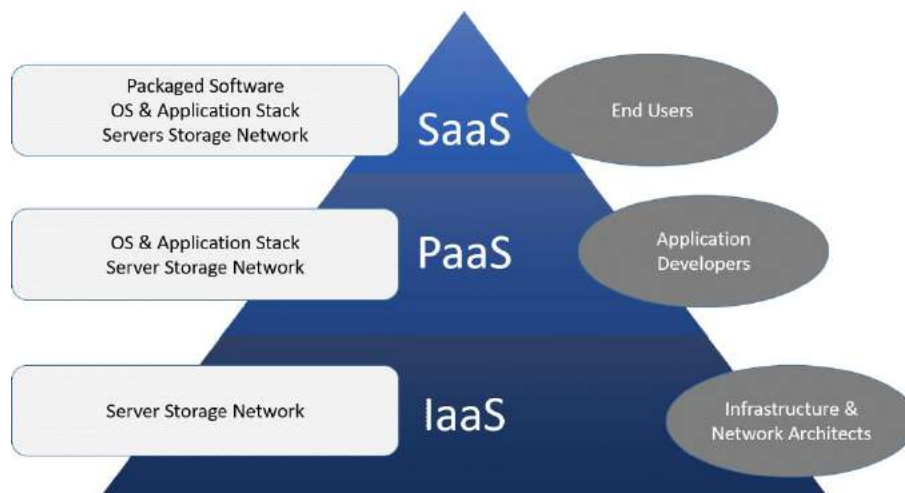 Packaged Software
OS & Application Stack
Servers Storage Network
SaaS
End Users
OS & Application Stack
Server Storage Network
PaaS
Application
Developers
Server Storage Network
IaaS
Infrastructure &
Network Architects